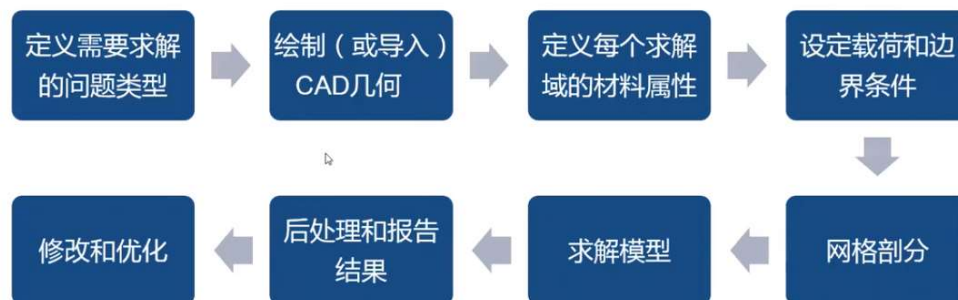 定义需要求解
的问题类型
绘制（或导入）
CAD几何
定义每个求解
域的材料属性
设定载荷和边
界条件
网格剖分
求解模型
后处理和报告
结果
修改和优化